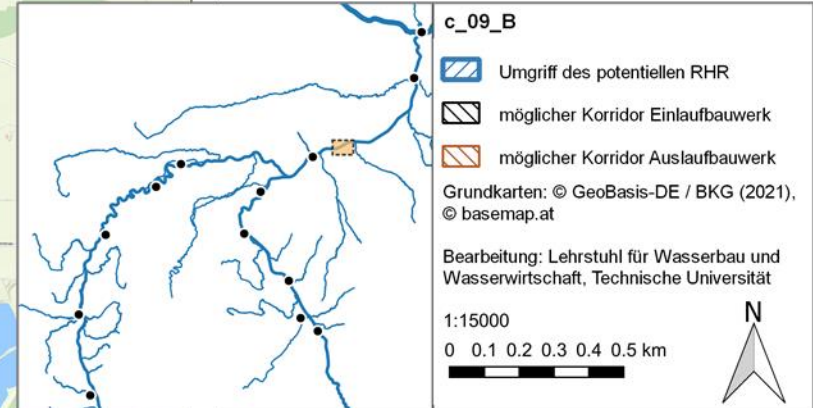 c_09_B
Umgriff des potentiellen RHR
möglicher Korridor Einlaufbauwerk
möglicher Korridor Auslaufbauwerk
Grundkarten: © GeoBasis-DE / BKG (2021),
© basemap.at
Bearbeitung: Lehrstuhl für Wasserbau und
Wasserwirtschaft, Technische Universität
1:15000
N
0 0.1 0.2 0.3 0.4 0.5 km